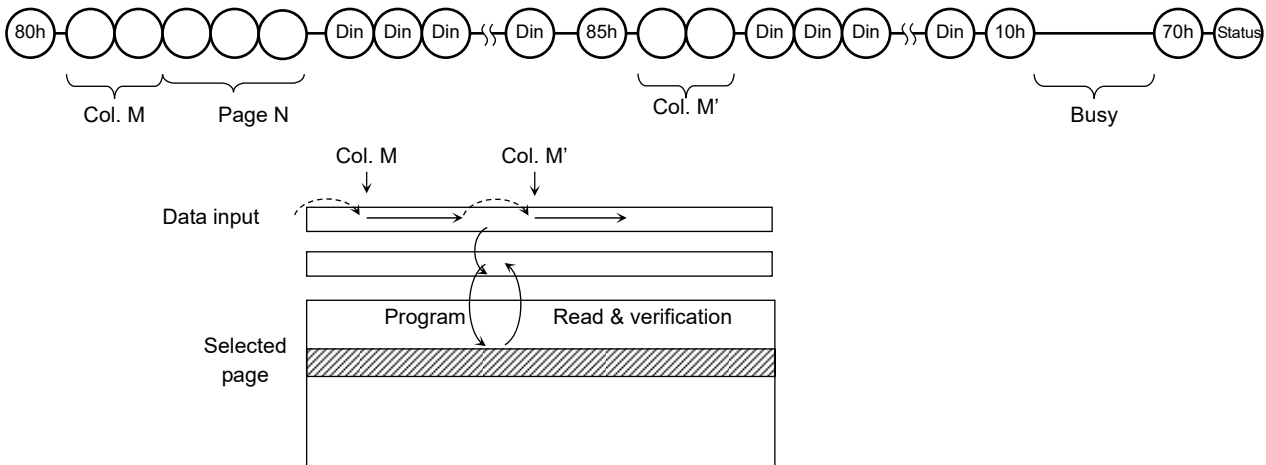 80h Din Din Din Din 85h Din Din Din Din 10h 70h Status
Col. M Page N Col. M’ Busy
Col. M Col. M’
Data input
Program Read & verification
Selected
page